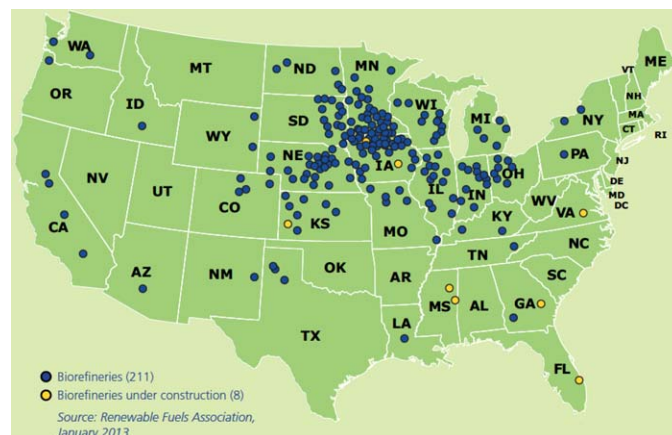 WA
MT
ND
MN
ME
VT
NH
OR
ID
SD
WI
MI
NY
MA
CT
RI
WY
NE
IA
PA
NJ
NV
UT
CO
IL
IN
OH
DE
MD
DC
WV
VA
CA
KS
MO
KY
NC
TN
AZ
NM
OK
AR
SC
MS
AL
GA
TX
LA
FL
Biorefineries (211)
Biorefineries under construction (8)
Source: Renewable Fuels Association,
January 2013